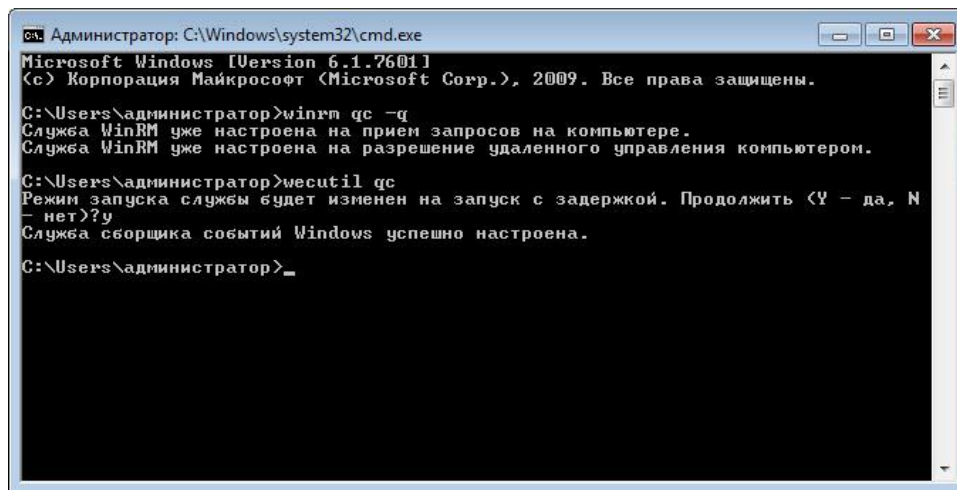 Администратор: C:\Windows\system32\cmd.exe
Microsoft Windows [Version 6.1.7601]
(c) Корпорация Майкрософт (Microsoft Corp.), 2009. Все права защищены.
C:\Users\администратор>winrm qc -q
Служба WinRM уже настроена на прием запросов на компьютере.
Служба WinRM уже настроена на разрешение удаленного управления компьютером.
C:\Users\администратор>wecutil qc
Режим запуска службы будет изменен на запуск с задержкой. Продолжить (Y - да, N
- нет)?y
Служба сборщика событий Windows успешно настроена.
C:\Users\администратор>_